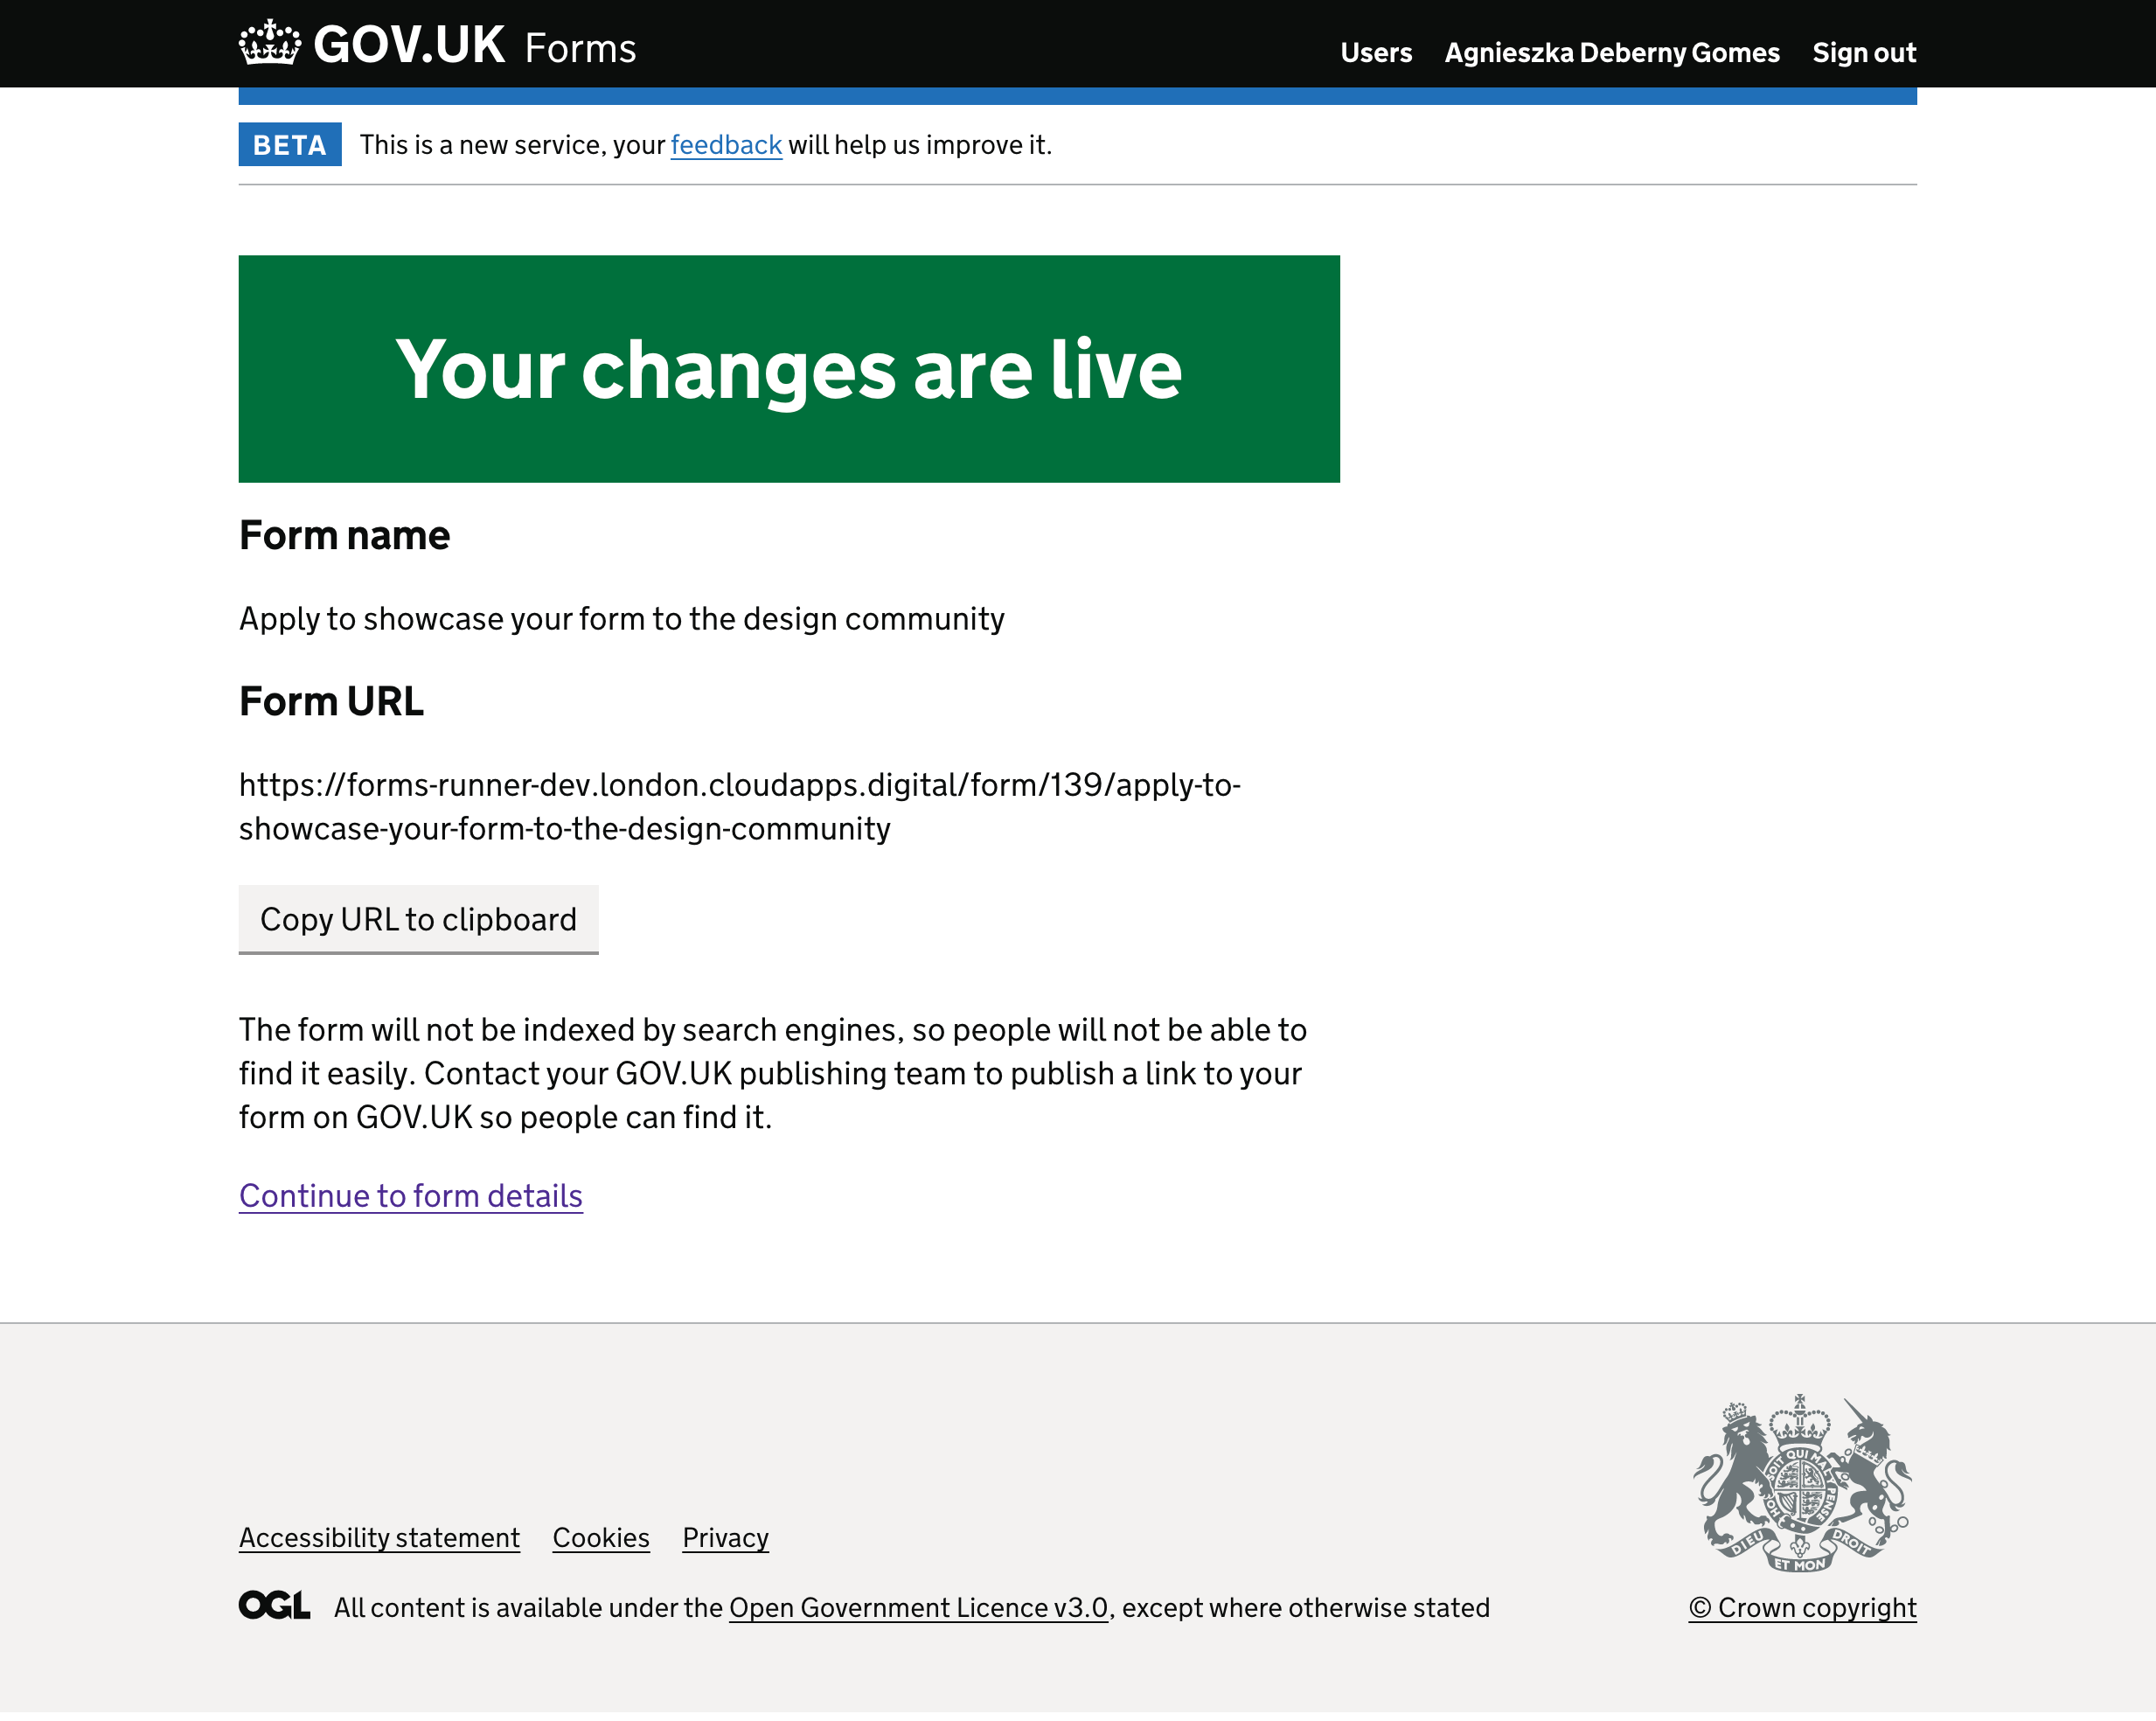 GOV.UK Forms
Users Agnieszka Deberny Gomes Sign out
BETA This is a new service, your feedback will help us improve it.
Your changes are live
Form name
Apply to showcase your form to the design community
Form URL
https://forms-runner-dev.london.cloudapps.digital/form/139/apply-to-
showcase-your-form-to-the-design-community
Copy URL to clipboard
The form will not be indexed by search engines, so people will not be able to
find it easily. Contact your GOV.UK publishing team to publish a link to your
form on GOV.UK so people can find it.
Continue to form details
SOIT QUI MAL Y PENSE
DIEU ET MON DROIT
Accessibility statement Cookies Privacy
OGL All content is available under the Open Government Licence v3.0, except where otherwise stated
© Crown copyright